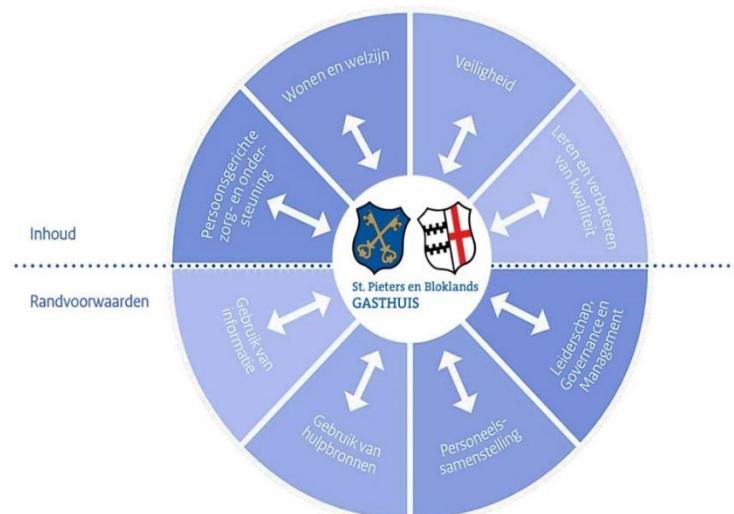 Wonen en welzijn
Veiligheid
Persoonsgerichte
zorg- en onder-
steuning
Leren en verbeteren
van kwaliteit
Inhoud
St. Pieters en Bloklands
GASTHUIS
Randvoorwaarden
Gebruik van
informatie
Leiderschap,
Governance en
Management
Gebruik van
hulpbronnen
Personeels-
samenstelling